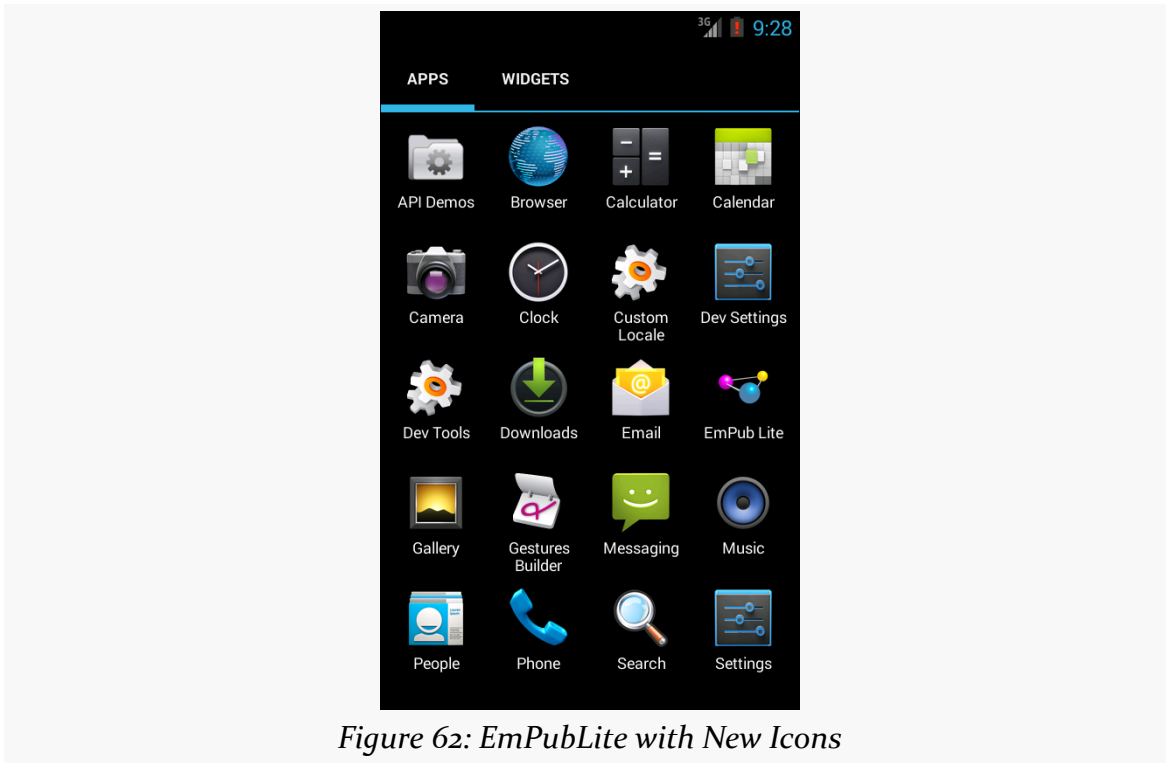 3G 9:28
APPS WIDGETS
API Demos Browser Calculator Calendar
Camera Clock Custom Locale Dev Settings
Dev Tools Downloads Email EmPub Lite
Gallery Gestures Builder Messaging Music
People Phone Search Settings
Figure 62: EmPubLite with New Icons